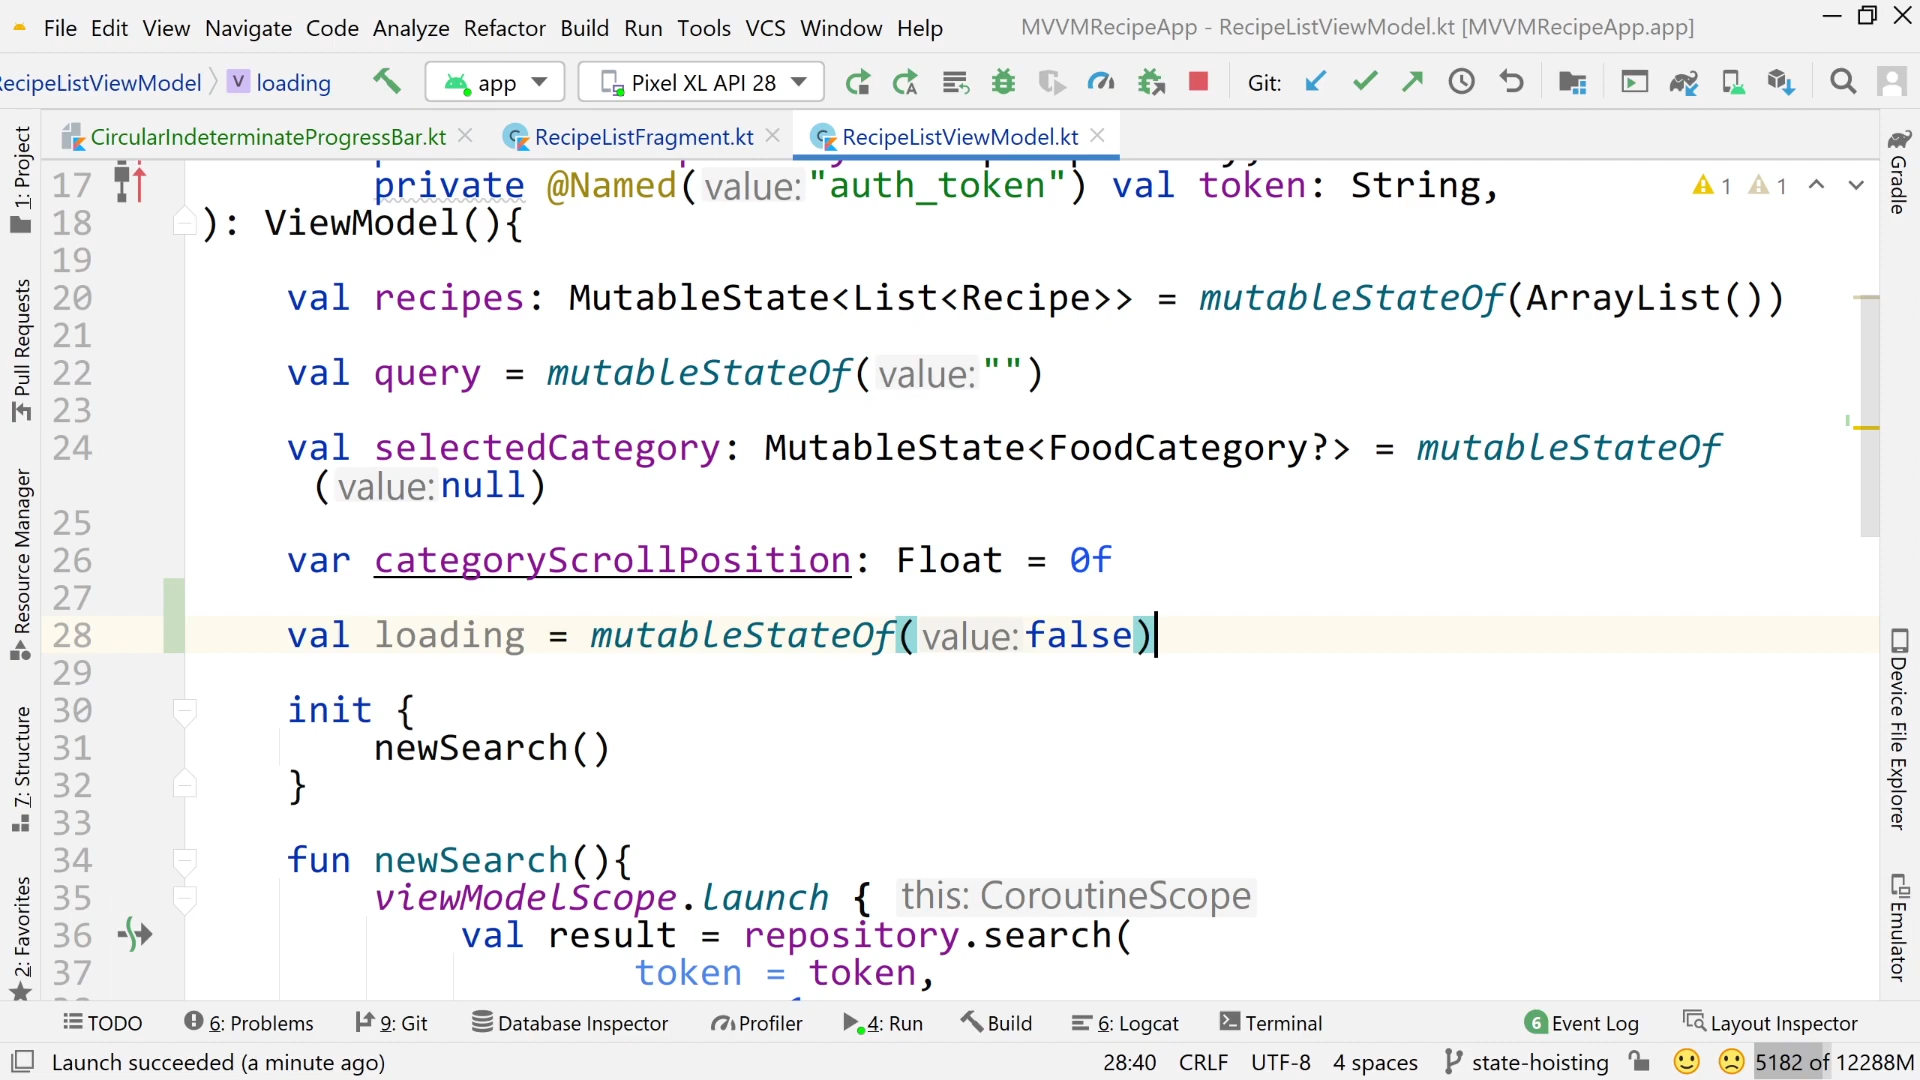 File Edit View Navigate Code Analyze Refactor Build Run Tools VCS Window Help MVVMRecipeApp - RecipeListViewModel.kt [MVVMRecipeApp.app]
RecipeListViewModel V loading app Pixel XL API 28 Git:
CircularIndeterminateProgressBar.kt RecipeListFragment.kt RecipeListViewModel.kt
1: Project
Pull Requests
Resource Manager
7: Structure
2: Favorites
17 private @Named( value: "auth_token") val token: String,
1 1
18 ): ViewModel(){
19
20 val recipes: MutableState<List<Recipe>> = mutableStateOf(ArrayList())
21
22 val query = mutableStateOf( value: "")
23
24 val selectedCategory: MutableState<FoodCategory?> = mutableStateOf
( value: null)
25
26 var categoryScrollPosition: Float = 0f
27
28 val loading = mutableStateOf( value: false)
29
30 init {
31 newSearch()
32 }
33
34 fun newSearch(){
35 viewModelScope.launch { this: CoroutineScope
36 val result = repository.search(
37 token = token,
Gradle
Device File Explorer
Emulator
TODO 6: Problems 9: Git Database Inspector Profiler 4: Run Build 6: Logcat Terminal 6 Event Log Layout Inspector
Launch succeeded (a minute ago) 28:40 CRLF UTF-8 4 spaces state-hoisting 5182 of 12288M